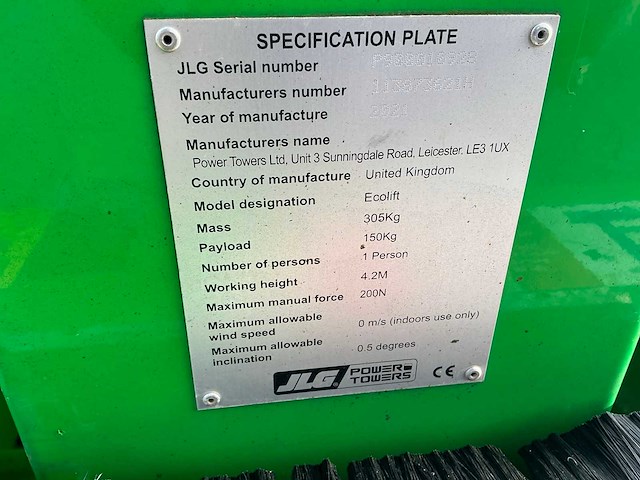 SPECIFICATION PLATE
JLG Serial number
Manufacturers number
Year of manufacture 2021
Manufacturers name
Power Towers Ltd, Unit 3 Sunningdale Road, Leicester. LE3 1UX
Country of manufacture United Kingdom
Model designation Ecolift
Mass 305Kg
Payload 150Kg
Number of persons 1 Person
Working height 4.2M
Maximum manual force 200N
Maximum allowable
wind speed 0 m/s (indoors use only)
Maximum allowable
inclination 0.5 degrees
JLG POWER
TOWERS CE